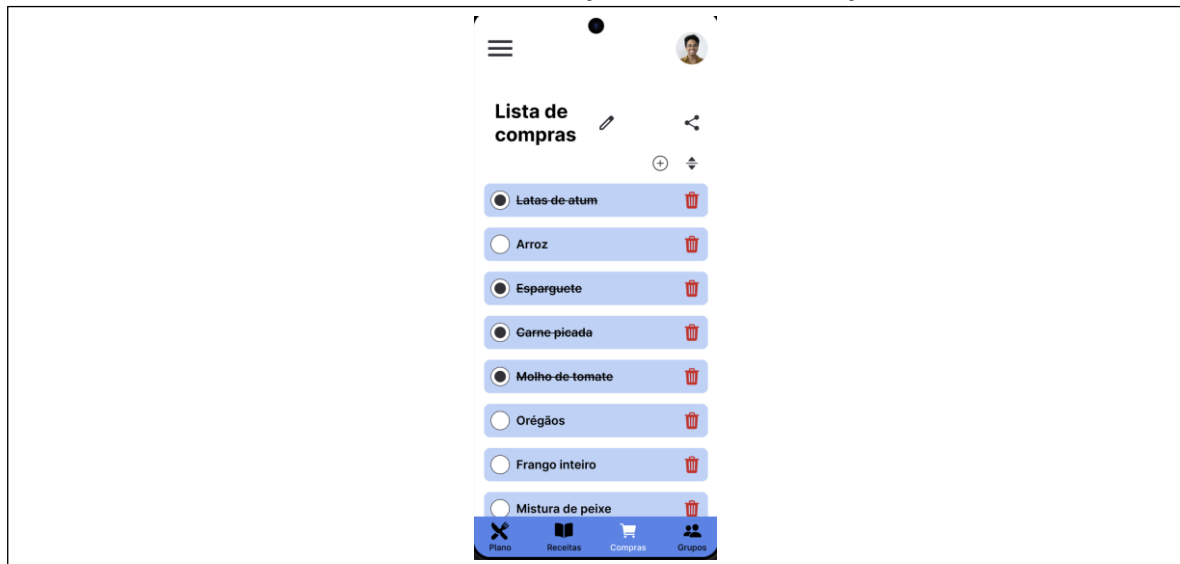 Lista de
compras
Latas de atum
Arroz
Esparguete
Carne picada
Molho de tomate
Orégãos
Frango inteiro
Mistura de peixe
Plano Receitas Compras Grupos